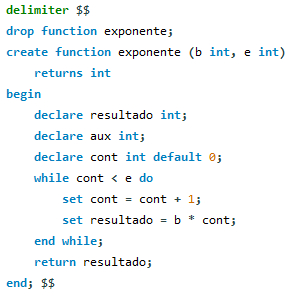 delimiter $$
drop function exponente;
create function exponente (b int, e int)
    returns int
begin
    declare resultado int;
    declare aux int;
    declare cont int default 0;
    while cont < e do
        set cont = cont + 1;
        set resultado = b * cont;
    end while;
    return resultado;
end; $$